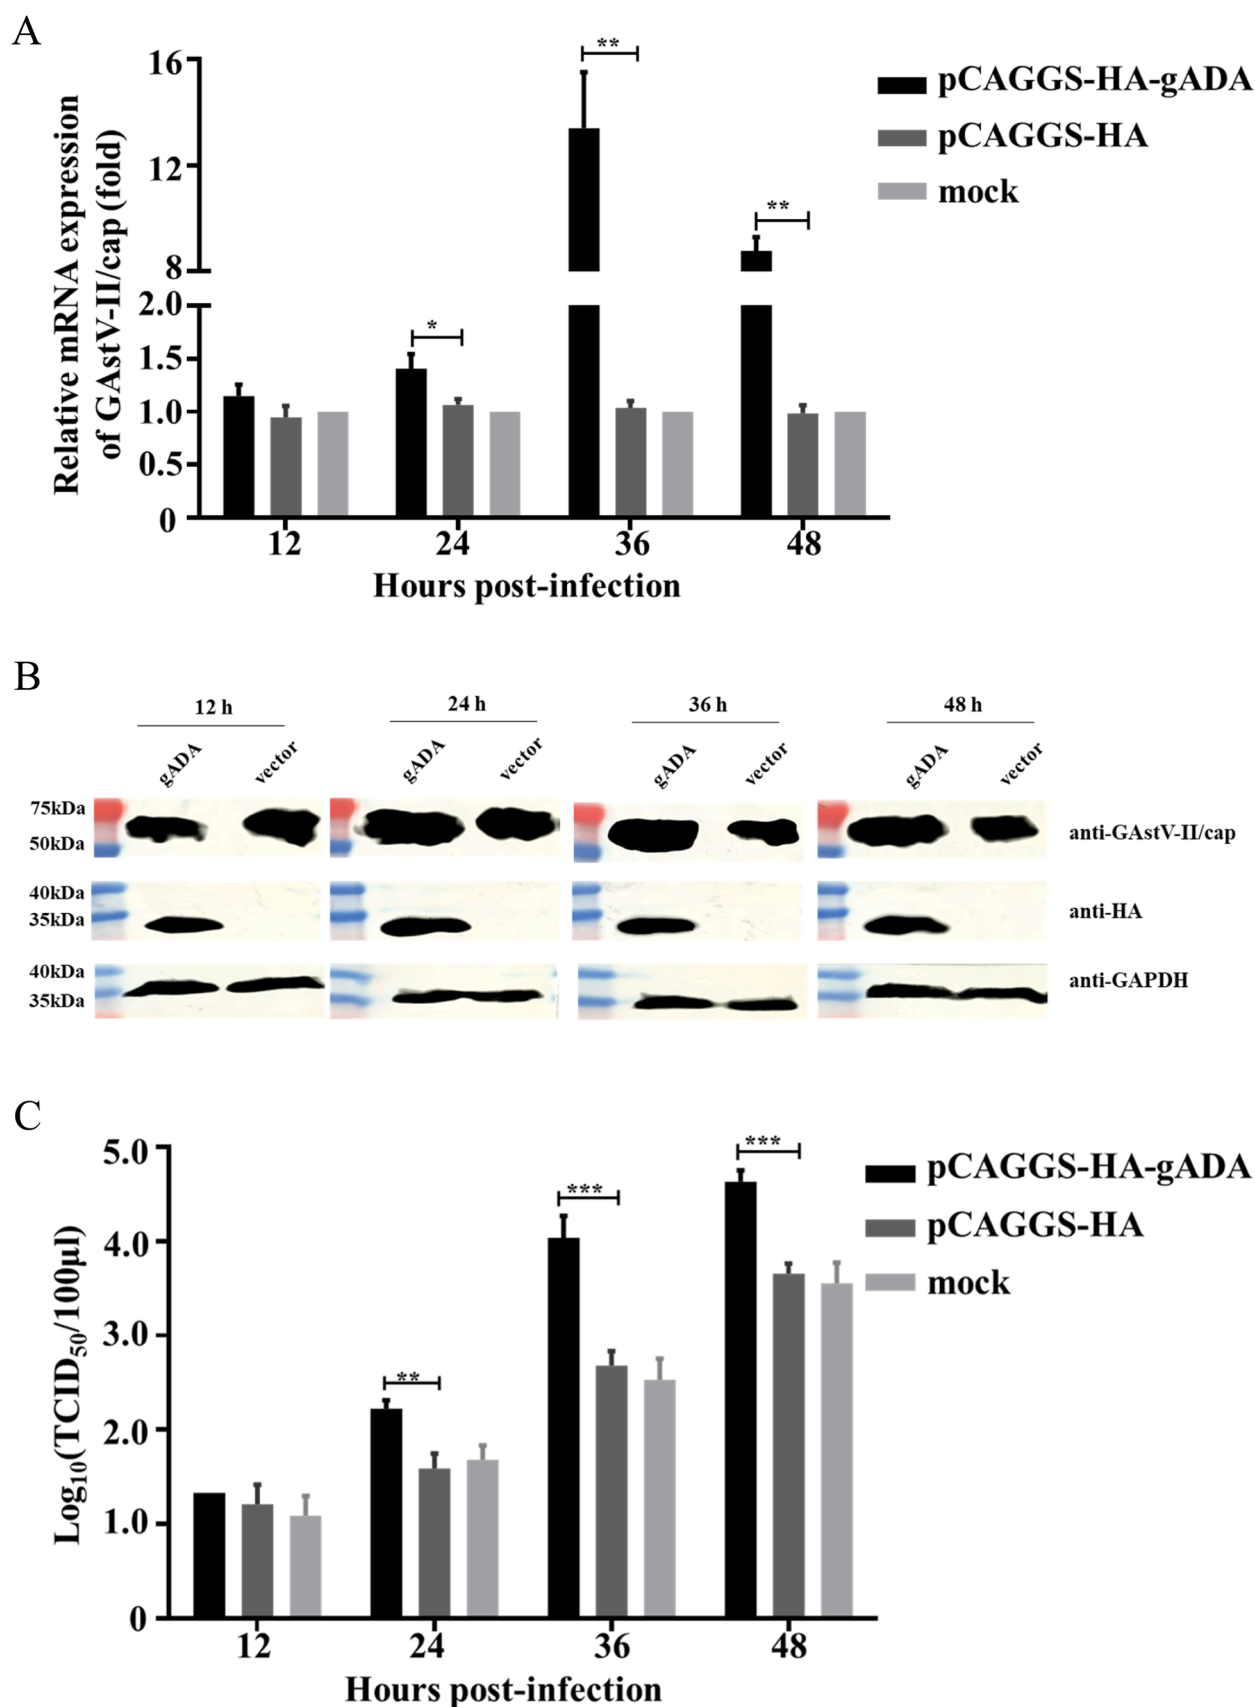 A
**
16
12
8
2.0
1.5
1.0
0.5
0
Relative mRNA expression
of GAstV-II/cap (fold)
*
**
pCAGGS-HA-gADA
pCAGGS-HA
mock
12 24 36 48
Hours post-infection
B
12 h 24 h 36 h 48 h
gADA vector gADA vector gADA vector gADA vector
75kDa
50kDa
anti-GAstV-II/cap
40kDa
35kDa
anti-HA
40kDa
35kDa
anti-GAPDH
C
5.0
4.0
3.0
2.0
1.0
0
Log₁₀(TCID₅₀/100μl)
**
***
***
pCAGGS-HA-gADA
pCAGGS-HA
mock
12 24 36 48
Hours post-infection